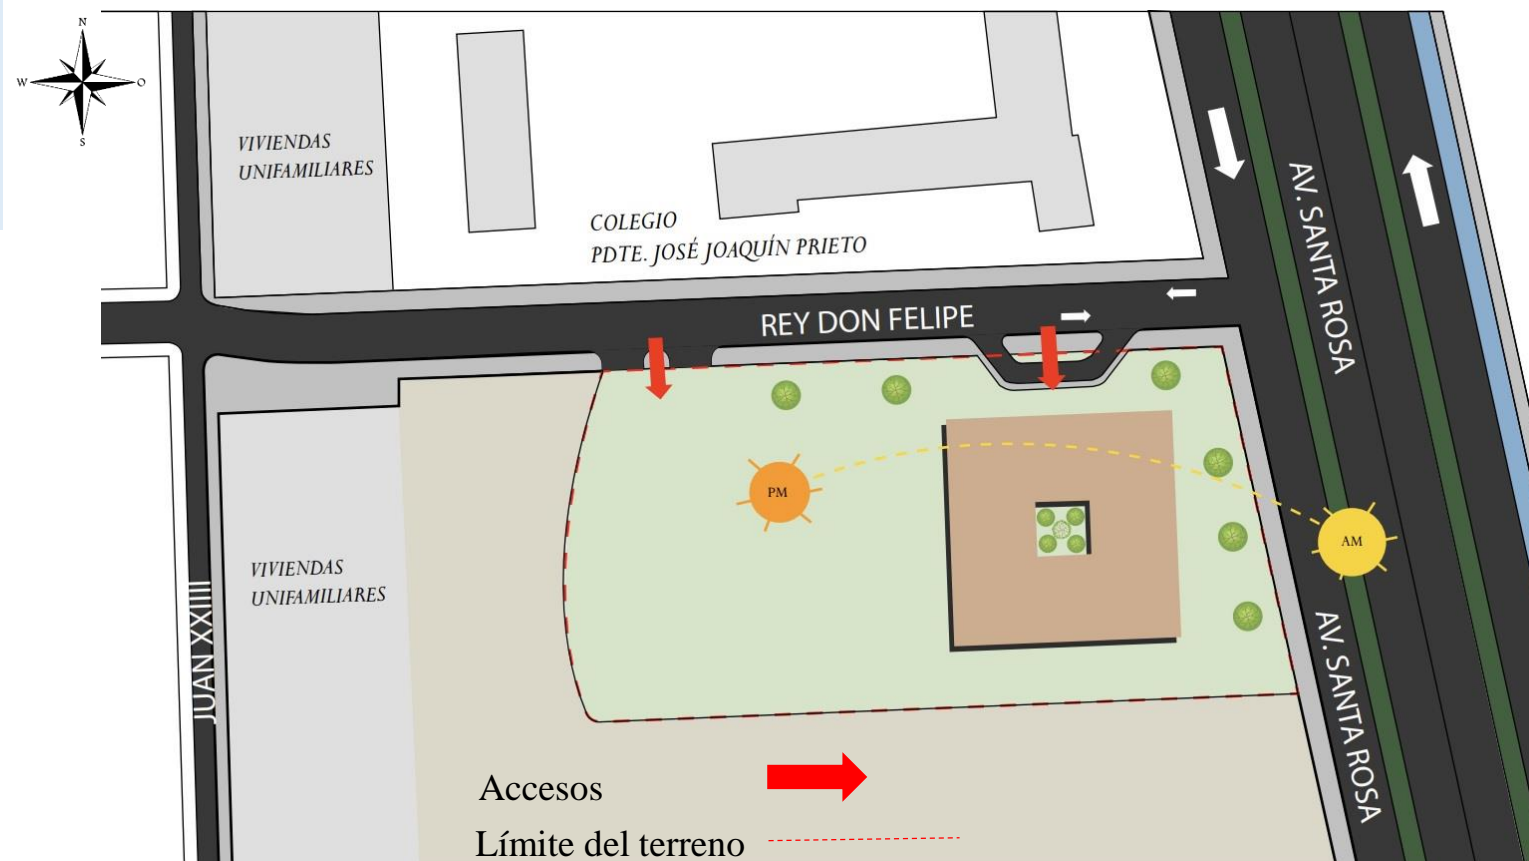 N
W
O
S
VIVIENDAS
UNIFAMILIARES
COLEGIO
PDTE. JOSÉ JOAQUÍN PRIETO
AV. SANTA ROSA
REY DON FELIPE
PM
AM
VIVIENDAS
UNIFAMILIARES
JUAN XXIIII
AV. SANTA ROSA
Accesos
Límite del terreno